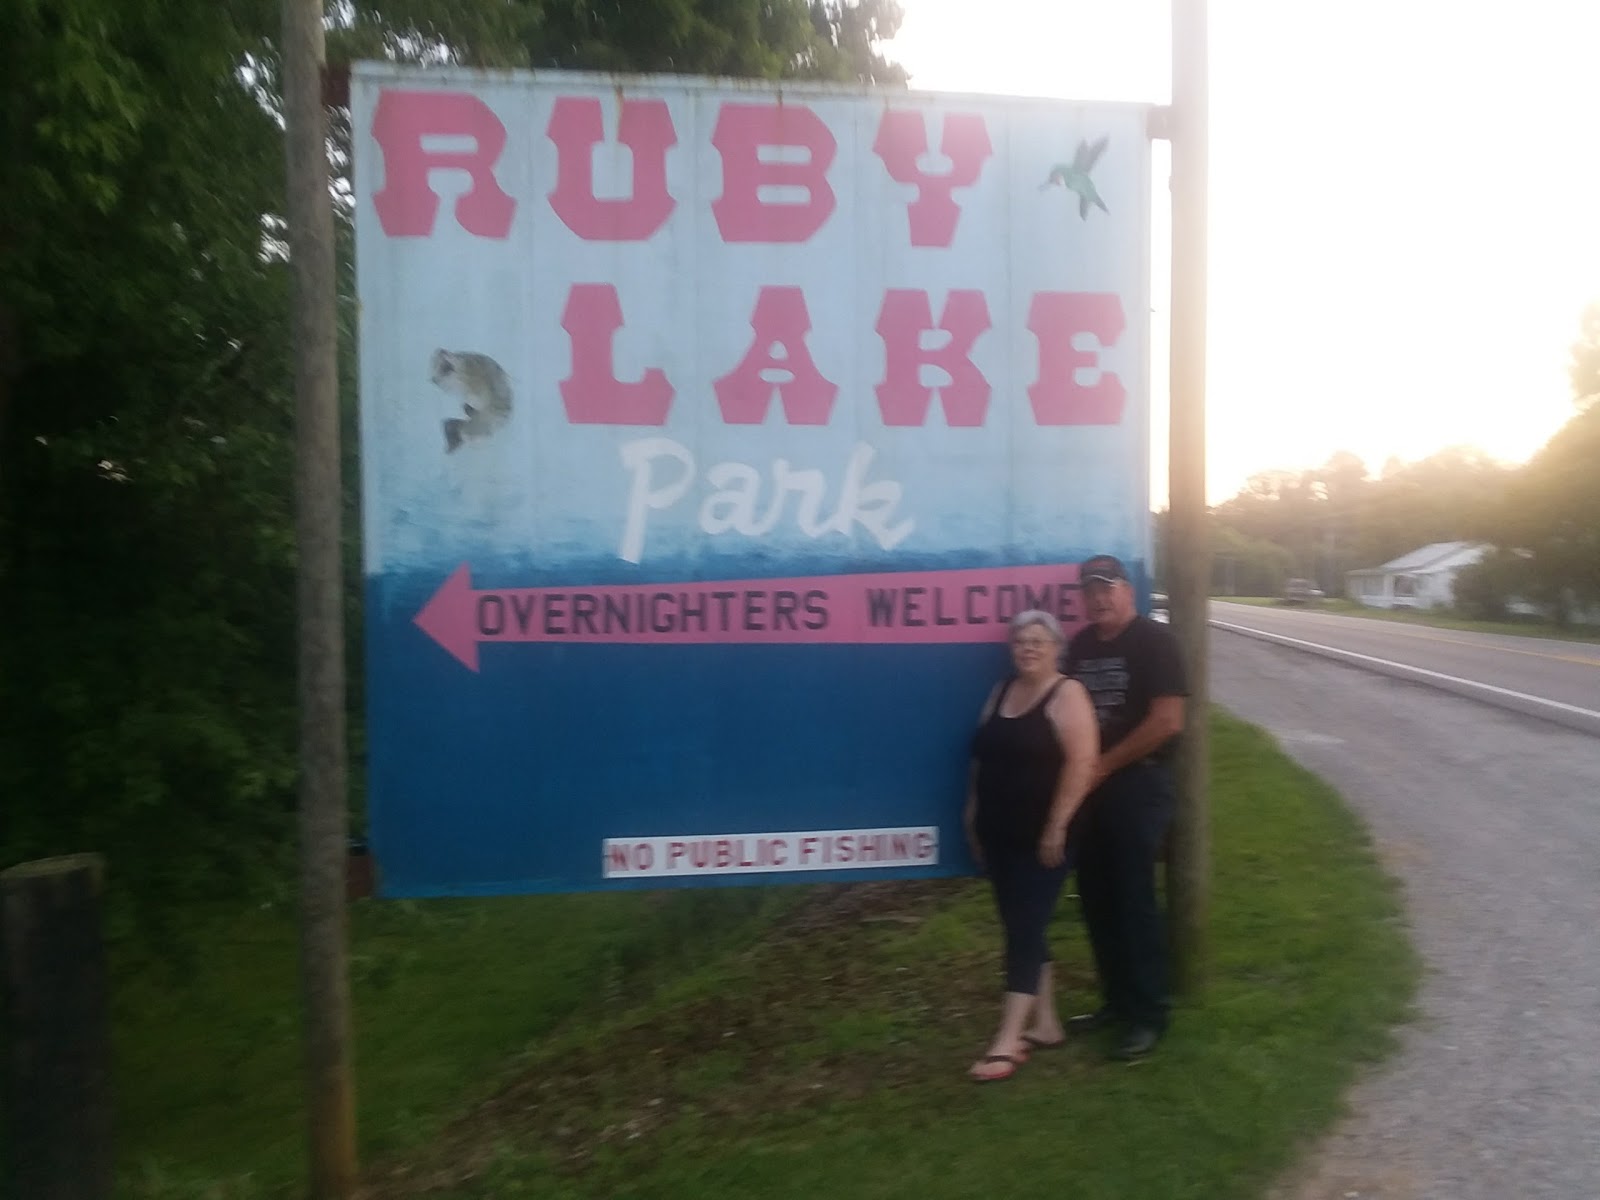 RUBY
LAKE
Park
OVERNIGHTERS WELCOME
NO PUBLIC FISHING